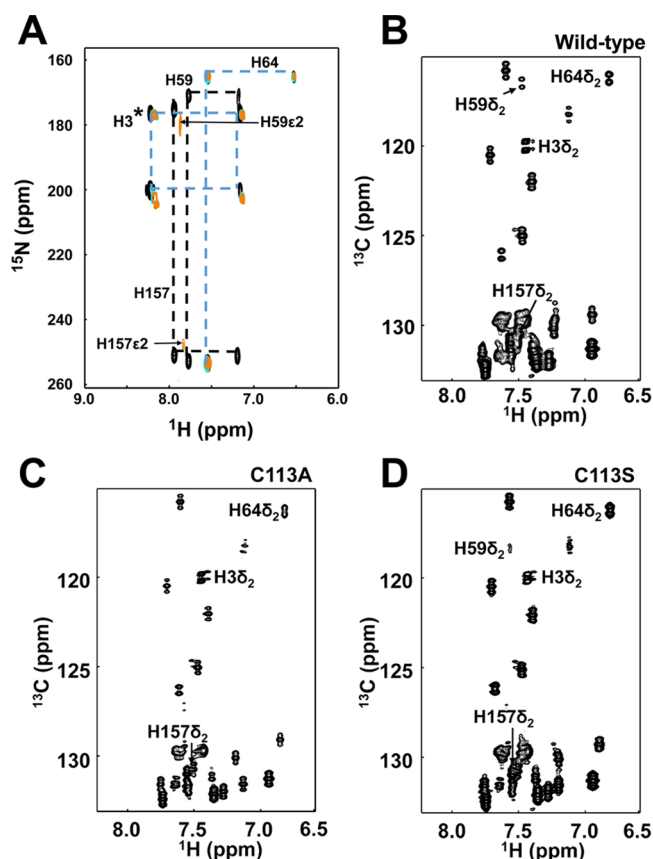 A
160
180
200
220
240
260
¹⁵N (ppm)
H64
H59
H3*
H59ε2
H157
H157ε2
9.0 8.0 7.0 6.0
¹H (ppm)
B
Wild-type
H64δ₂
H59δ₂
H3δ₂
H157δ₂
120
125
130
¹³C (ppm)
8.0 7.5 7.0 6.5
¹H (ppm)
C
C113A
H64δ₂
H3δ₂
H157δ₂
120
125
130
¹³C (ppm)
8.0 7.5 7.0 6.5
¹H (ppm)
D
C113S
H64δ₂
H59δ₂
H3δ₂
H157δ₂
120
125
130
¹³C (ppm)
8.0 7.5 7.0 6.5
¹H (ppm)